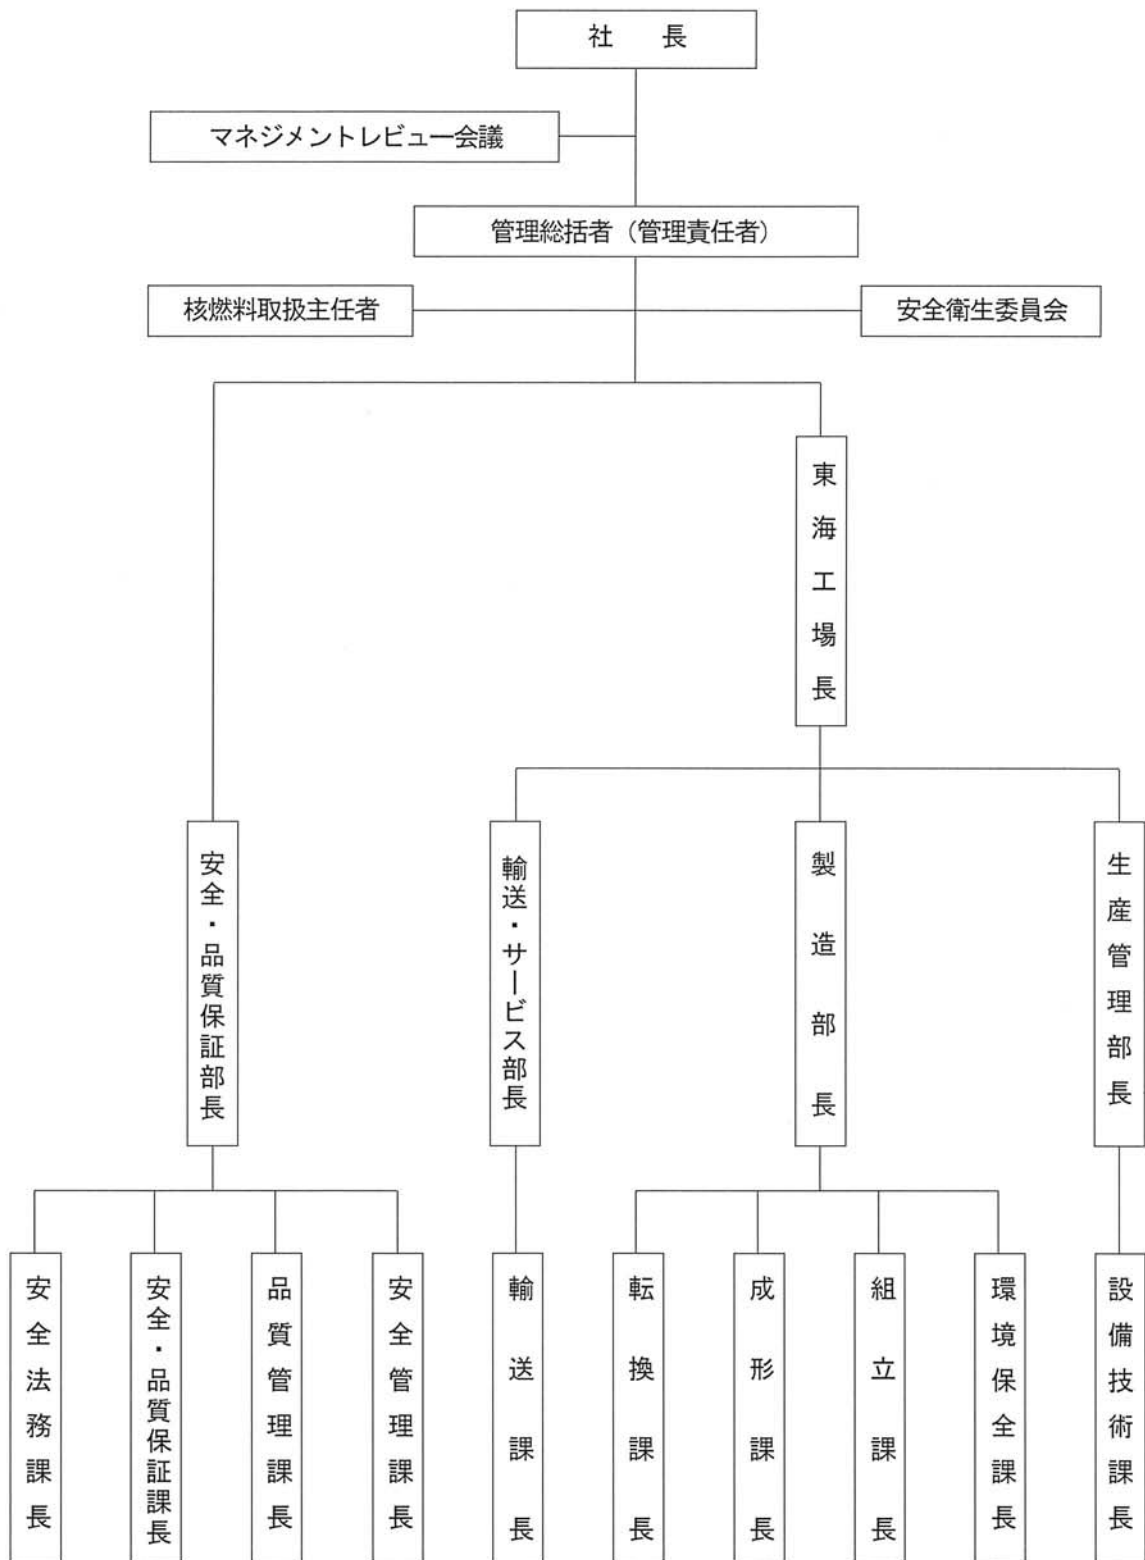 社　長
マネジメントレビュー会議
管理総括者（管理責任者）
核燃料取扱主任者
安全衛生委員会
東海工場長
安全・品質保証部長
輸送・サービス部長
製造部長
生産管理部長
安全法務課長
安全・品質保証課長
品質管理課長
安全管理課長
輸送課長
転換課長
成形課長
組立課長
環境保全課長
設備技術課長